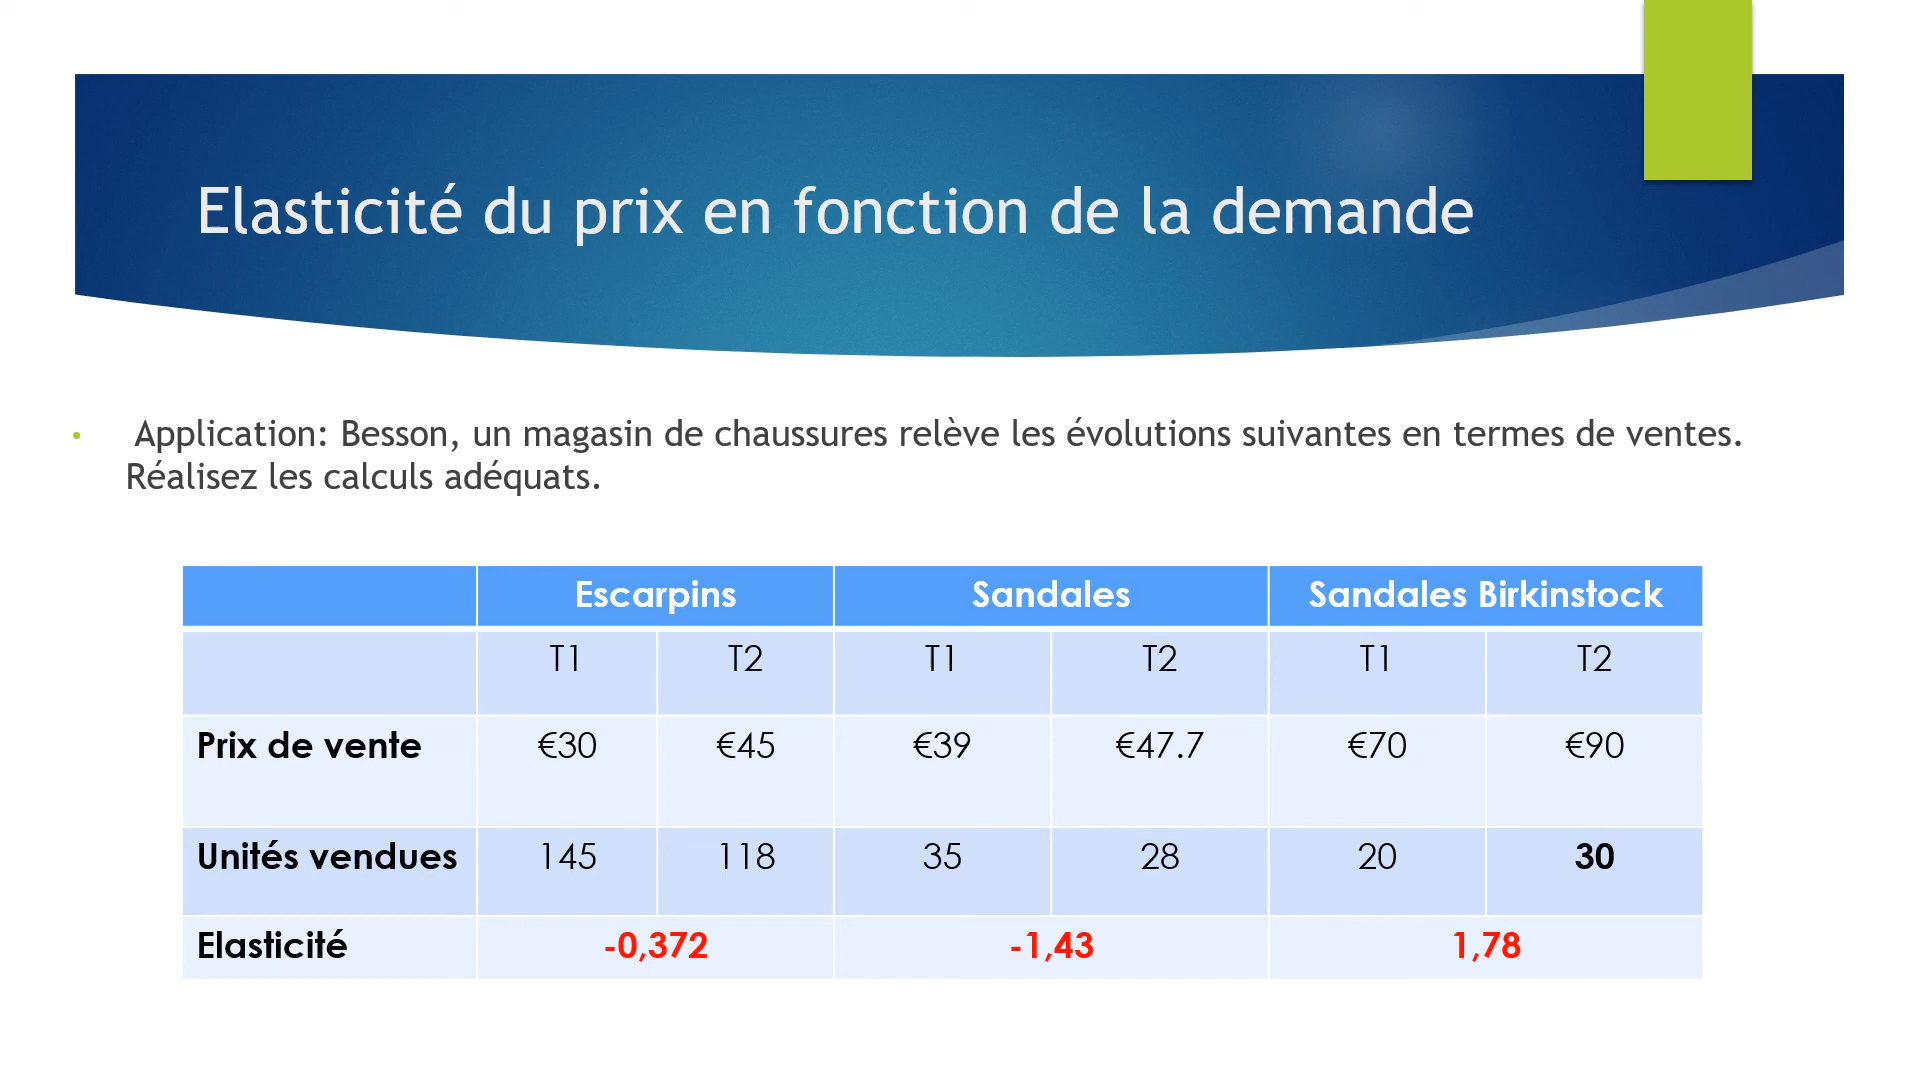 Elasticité du prix en fonction de la demande
• Application: Besson, un magasin de chaussures relève les évolutions suivantes en termes de ventes.
Réalisez les calculs adéquats.
Escarpins Sandales Sandales Birkinstock
T1 T2 T1 T2 T1 T2
Prix de vente €30 €45 €39 €47.7 €70 €90
Unités vendues 145 118 35 28 20 30
Elasticité -0,372 -1,43 1,78